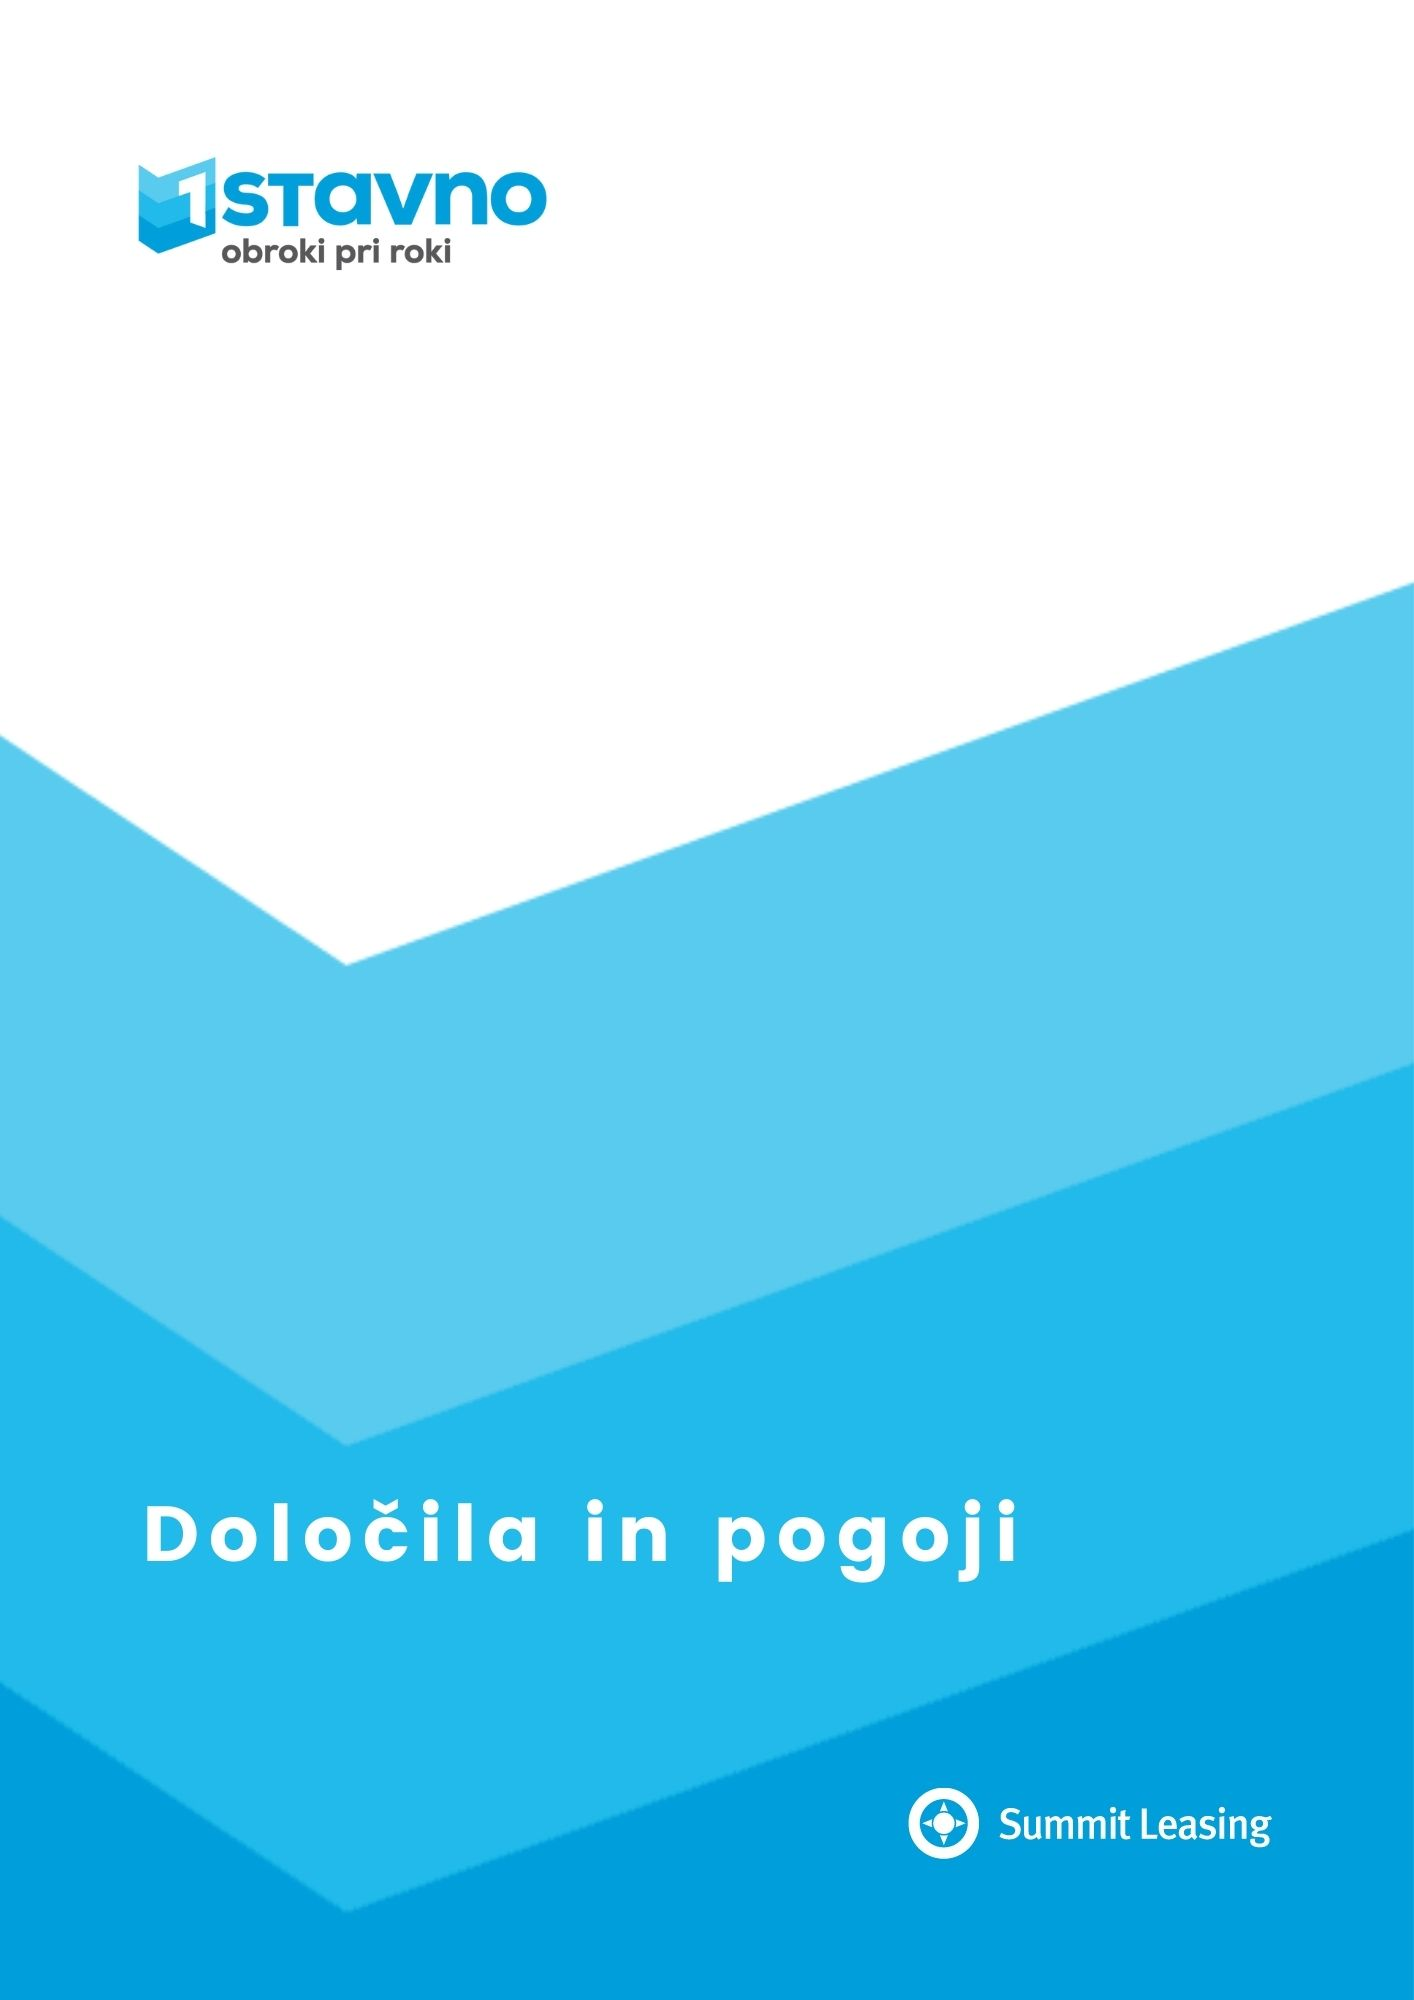 1stavno
obroki pri roki
Določila in pogoji
Summit Leasing